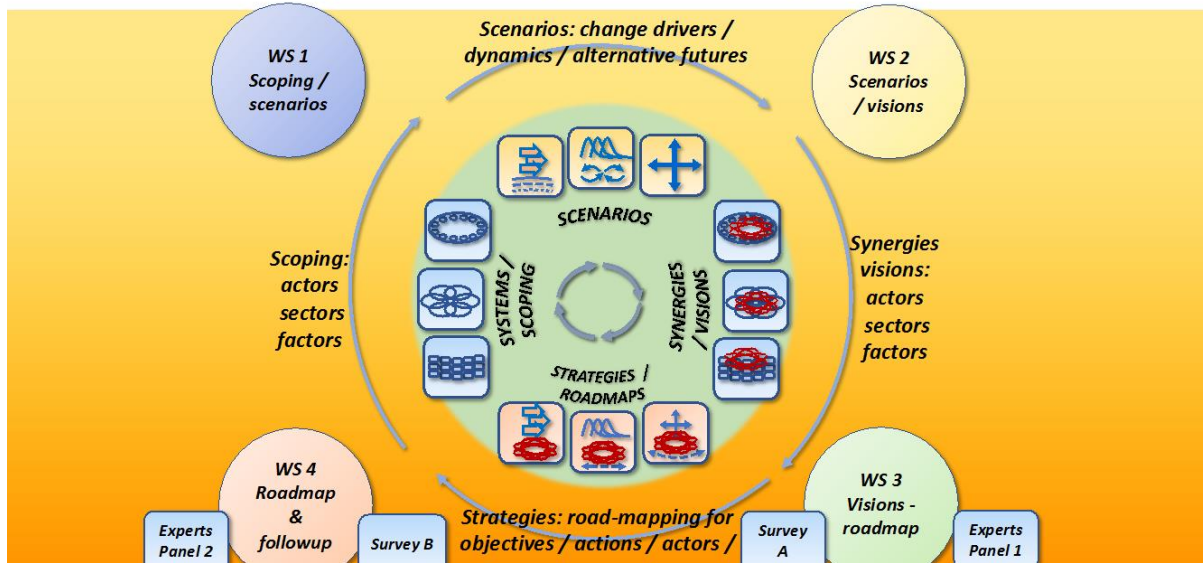 WS 1
Scoping /
scenarios
Scenarios: change drivers /
dynamics / alternative futures
WS 2
Scenarios
/ visions
SCENARIOS
Scoping:
actors
sectors
factors
SYSTEMS /
SCOPING
SYNERGIES
/ VISIONS
Synergies
visions:
actors
sectors
factors
STRATEGIES /
ROADMAPS
WS 4
Roadmap
&
followup
Experts
Panel 2
Survey B
Strategies: road-mapping for
objectives / actions / actors /
Survey
A
WS 3
Visions -
roadmap
Experts
Panel 1